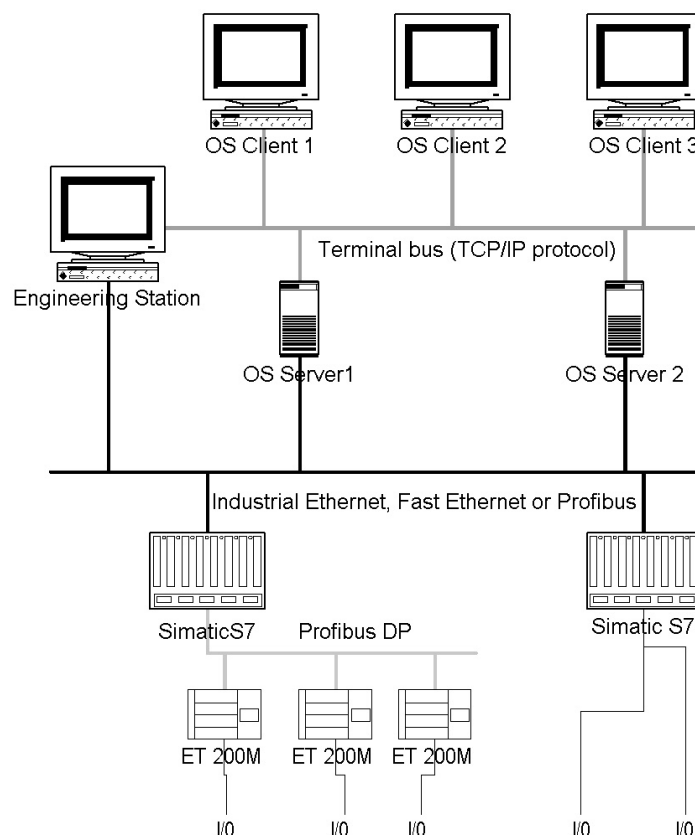 OS Client 1
OS Client 2
OS Client 3
Terminal bus (TCP/IP protocol)
Engineering Station
OS Server1
OS Server 2
Industrial Ethernet, Fast Ethernet or Profibus
SimaticS7
Profibus DP
Simatic S7
ET 200M
ET 200M
ET 200M
I/0
I/0
I/0
I/0
I/0